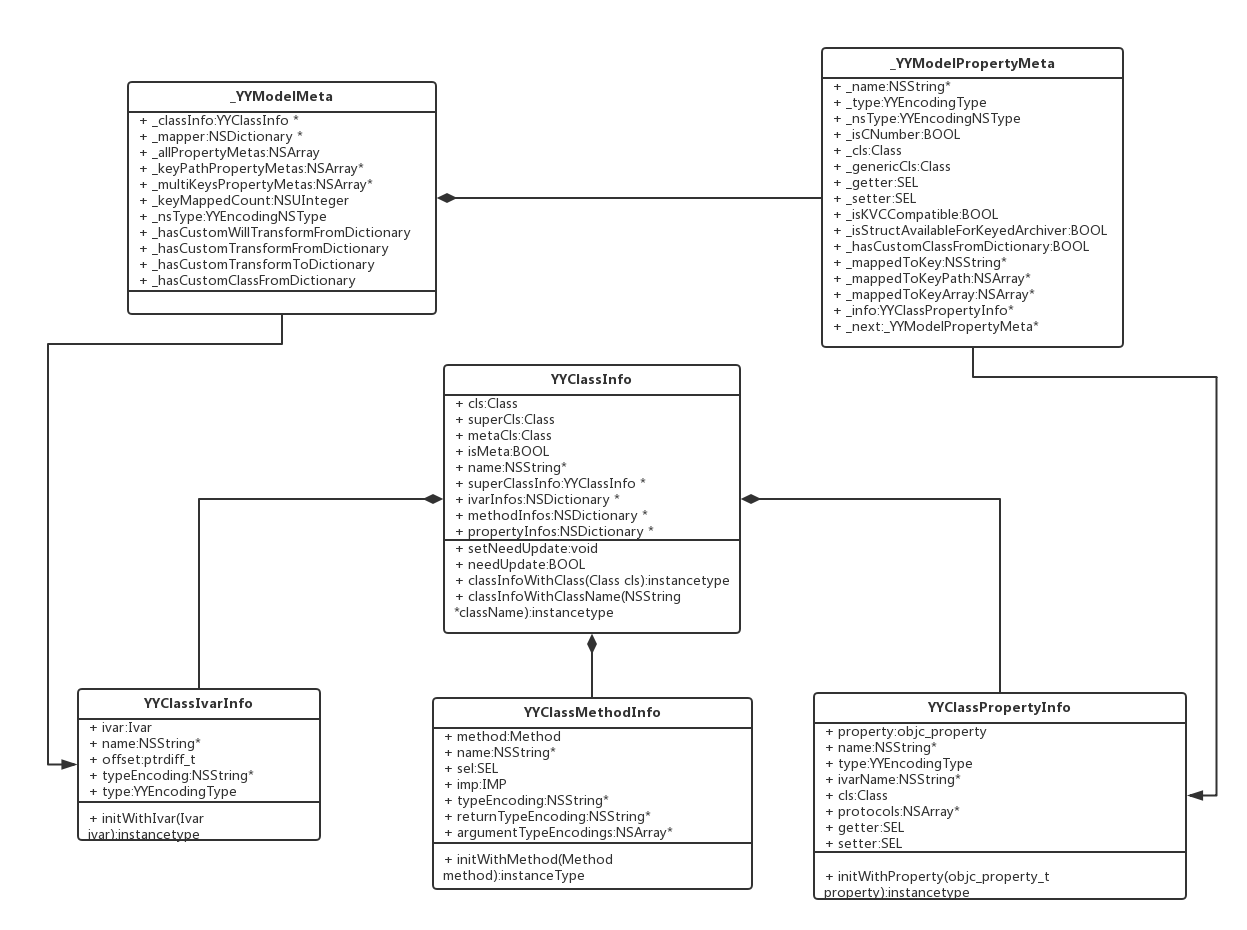 _YYModelMeta
+ _classInfo:YYClassInfo *
+ _mapper:NSDictionary *
+ _allPropertyMetas:NSArray
+ _keyPathPropertyMetas:NSArray*
+ _multiKeysPropertyMetas:NSArray*
+ _keyMappedCount:NSUInteger
+ _nsType:YYEncodingNSType
+ _hasCustomWillTransformFromDictionary
+ _hasCustomTransformFromDictionary
+ _hasCustomTransformToDictionary
+ _hasCustomClassFromDictionary
_YYModelPropertyMeta
+ _name:NSString*
+ _type:YYEncodingType
+ _nsType:YYEncodingNSType
+ _isCNumber:BOOL
+ _cls:Class
+ _genericCls:Class
+ _getter:SEL
+ _setter:SEL
+ _isKVCCompatible:BOOL
+ _isStructAvailableForKeyedArchiver:BOOL
+ _hasCustomClassFromDictionary:BOOL
+ _mappedToKey:NSString*
+ _mappedToKeyPath:NSArray*
+ _mappedToKeyArray:NSArray*
+ _info:YYClassPropertyInfo*
+ _next:_YYModelPropertyMeta*
YYClassInfo
+ cls:Class
+ superCls:Class
+ metaCls:Class
+ isMeta:BOOL
+ name:NSString*
+ superClassInfo:YYClassInfo *
+ ivarInfos:NSDictionary *
+ methodInfos:NSDictionary *
+ propertyInfos:NSDictionary *
+ setNeedUpdate:void
+ needUpdate:BOOL
+ classInfoWithClass(Class cls):instancetype
+ classInfoWithClassName(NSString
*className):instancetype
YYClassIvarInfo
+ ivar:Ivar
+ name:NSString*
+ offset:ptrdiff_t
+ typeEncoding:NSString*
+ type:YYEncodingType
+ initWithIvar(Ivar
ivar):instancetype
YYClassMethodInfo
+ method:Method
+ name:NSString*
+ sel:SEL
+ imp:IMP
+ typeEncoding:NSString*
+ returnTypeEncoding:NSString*
+ argumentTypeEncodings:NSArray*
+ initWithMethod(Method
method):instanceType
YYClassPropertyInfo
+ property:objc_property
+ name:NSString*
+ type:YYEncodingType
+ ivarName:NSString*
+ cls:Class
+ protocols:NSArray*
+ getter:SEL
+ setter:SEL
+ initWithProperty(objc_property_t
property):instancetype